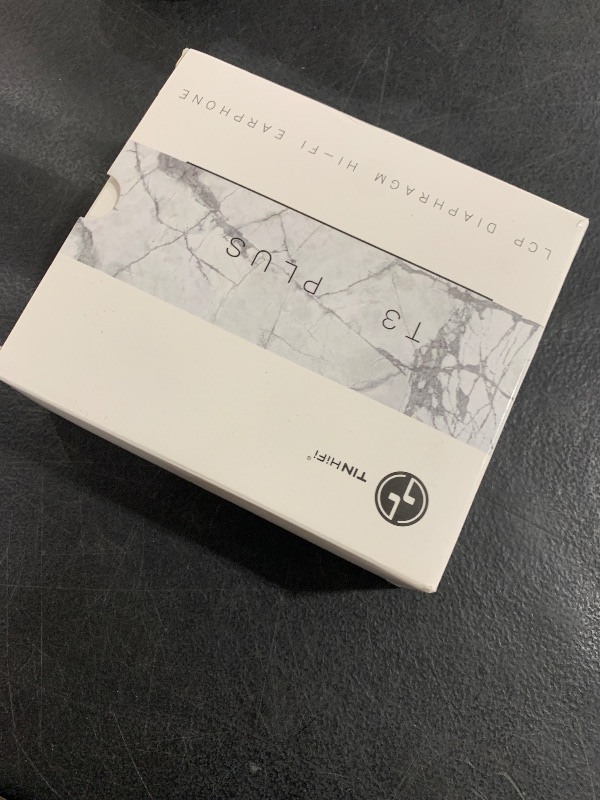 TINHiFi®
T3 PLUS
LCP DIAPHRAGM HI-FI EARPHONE